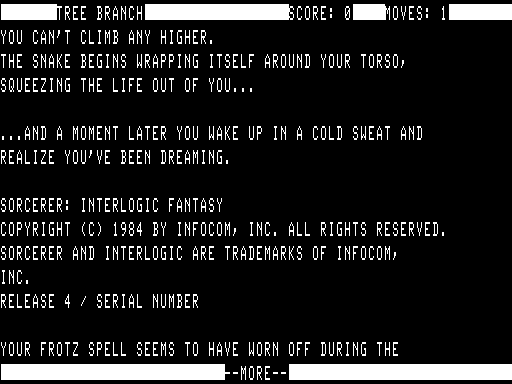 TREE BRANCH SCORE: 0 MOVES: 1
YOU CAN'T CLIMB ANY HIGHER.
THE SNAKE BEGINS WRAPPING ITSELF AROUND YOUR TORSO,
SQUEEZING THE LIFE OUT OF YOU...
...AND A MOMENT LATER YOU WAKE UP IN A COLD SWEAT AND
REALIZE YOU'VE BEEN DREAMING.
SORCERER: INTERLOGIC FANTASY
COPYRIGHT (C) 1984 BY INFOCOM, INC. ALL RIGHTS RESERVED.
SORCERER AND INTERLOGIC ARE TRADEMARKS OF INFOCOM,
INC.
RELEASE 4 / SERIAL NUMBER
YOUR FROTZ SPELL SEEMS TO HAVE WORN OFF DURING THE
--MORE--